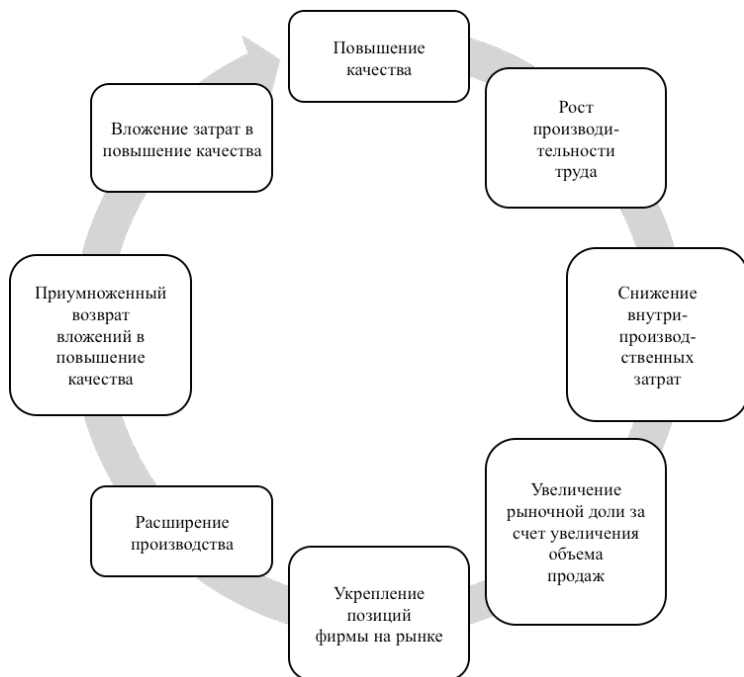 Повышение
качества
Рост
производи-
тельности
труда
Снижение
внутри-
производ-
ственных
затрат
Увеличение
рыночной доли за
счет увеличения
объема
продаж
Укрепление
позиций
фирмы на рынке
Расширение
производства
Приумноженный
возврат
вложений в
повышение
качества
Вложение затрат в
повышение качества